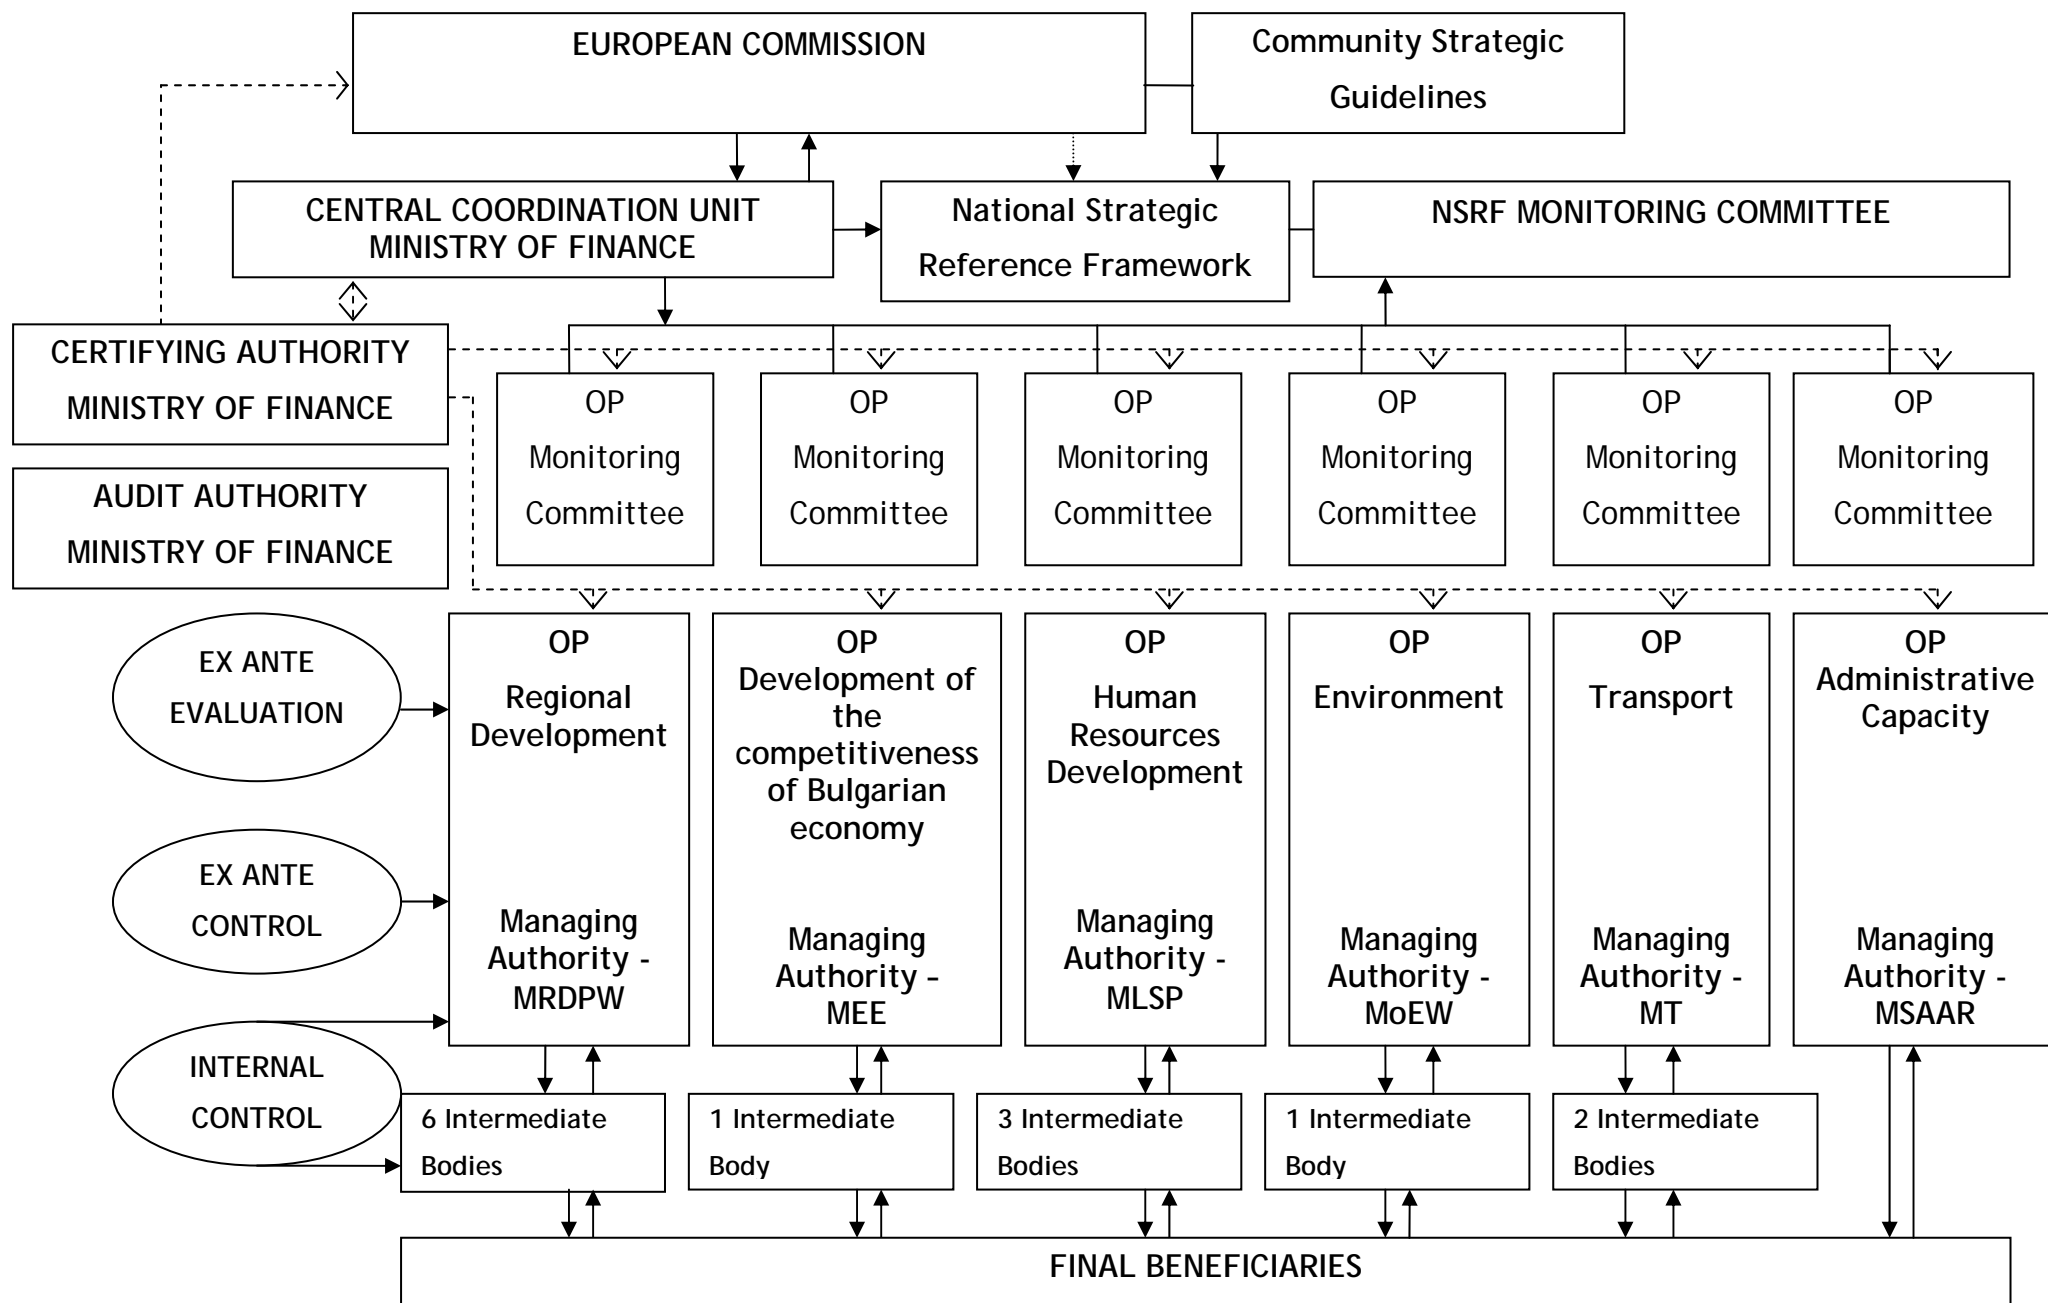 EUROPEAN COMMISSION
Community Strategic
Guidelines
CENTRAL COORDINATION UNIT
MINISTRY OF FINANCE
National Strategic
Reference Framework
NSRF MONITORING COMMITTEE
CERTIFYING AUTHORITY
MINISTRY OF FINANCE
AUDIT AUTHORITY
MINISTRY OF FINANCE
OP
Monitoring
Committee
OP
Monitoring
Committee
OP
Monitoring
Committee
OP
Monitoring
Committee
OP
Monitoring
Committee
OP
Monitoring
Committee
EX ANTE
EVALUATION
EX ANTE
CONTROL
INTERNAL
CONTROL
OP
Regional
Development
Managing
Authority -
MRDPW
OP
Development of
the
competitiveness
of Bulgarian
economy
Managing
Authority –
MEE
OP
Human
Resources
Development
Managing
Authority -
MLSP
OP
Environment
Managing
Authority -
MoEW
OP
Transport
Managing
Authority -
MT
OP
Administrative
Capacity
Managing
Authority -
MSAAR
6 Intermediate
Bodies
1 Intermediate
Body
3 Intermediate
Bodies
1 Intermediate
Body
2 Intermediate
Bodies
FINAL BENEFICIARIES